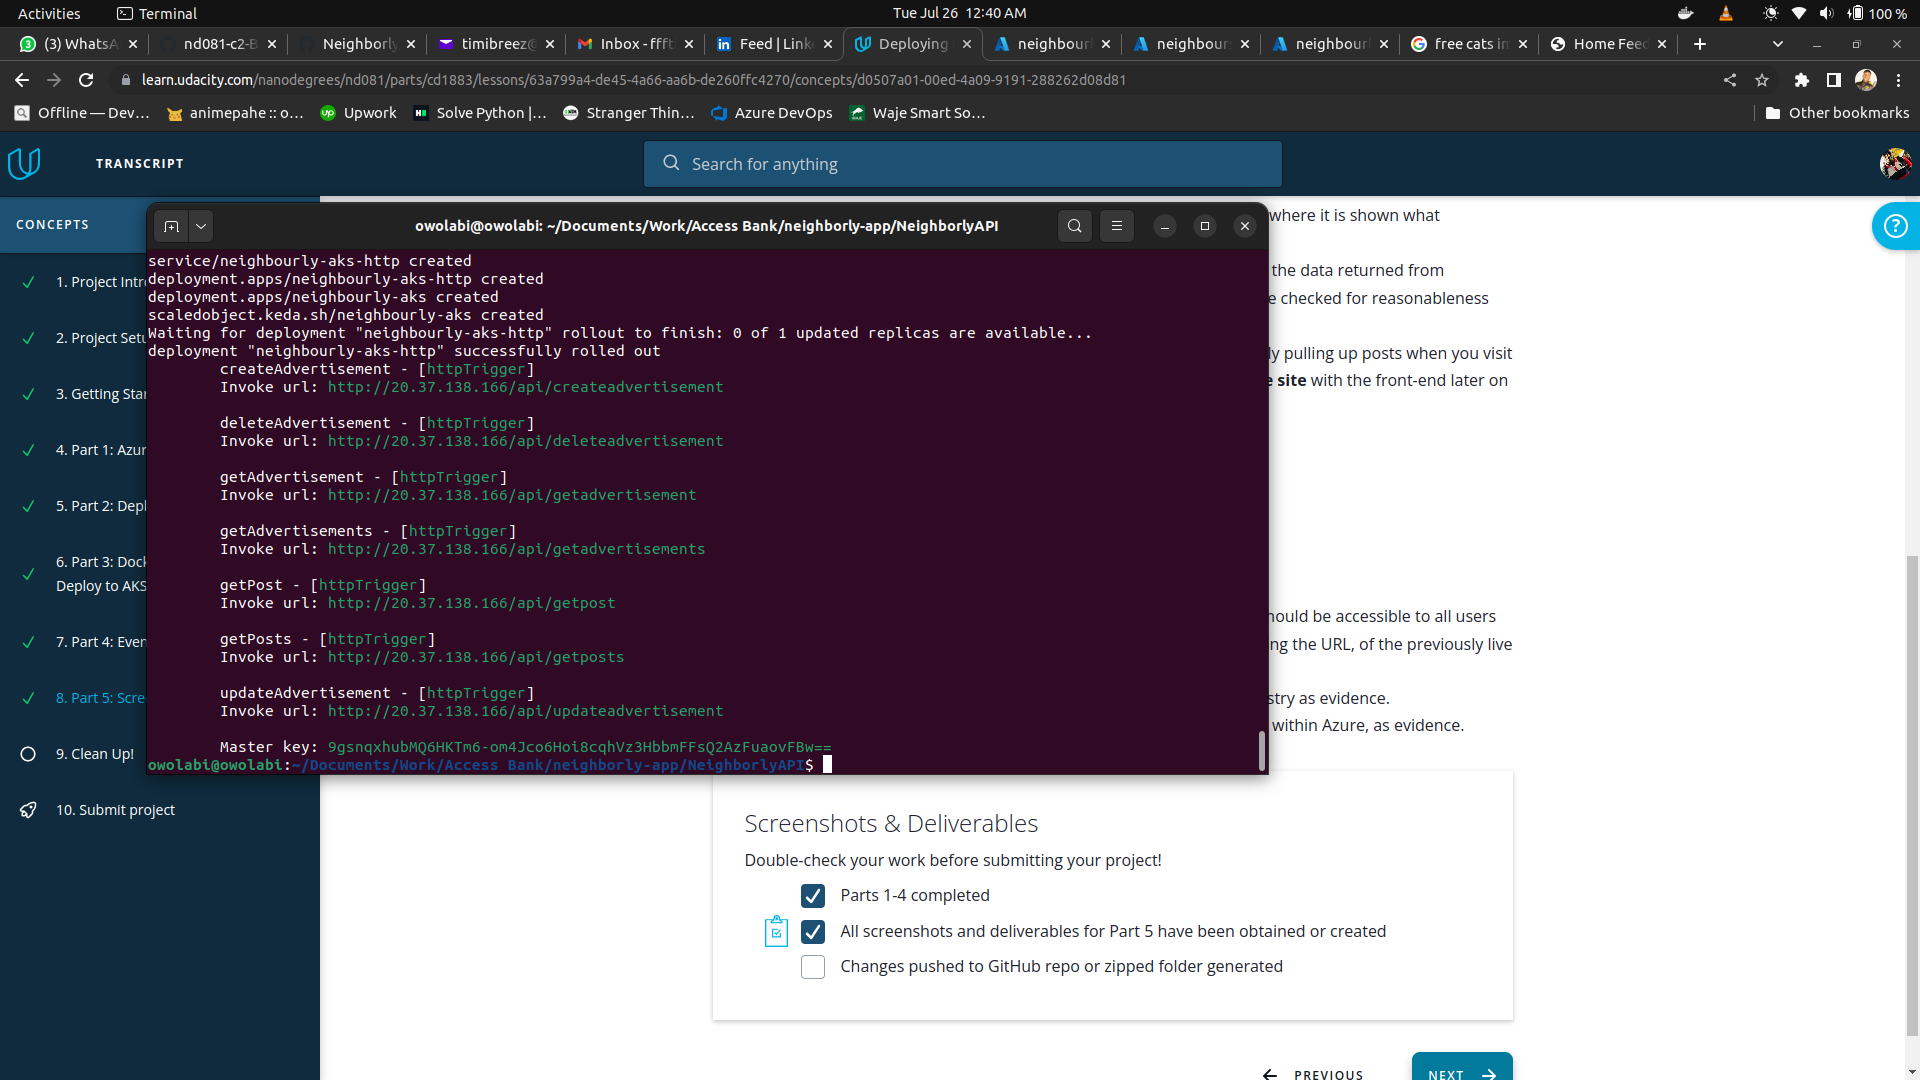 Activities
Terminal
Tue Jul 26 12:40 AM
100 %
(3) WhatsA
nd081-c2-B
Neighborly
timibreez@
Inbox - ffft
Feed | Link
Deploying
neighbour
neighbour
neighbour
free cats in
Home Feed
learn.udacity.com/nanodegrees/nd081/parts/cd1883/lessons/63a799a4-de45-4a66-aa6b-de260ffc4270/concepts/d0507a01-00ed-4a09-9191-288262d08d81
Offline — Dev…
animepahe :: o…
Upwork
Solve Python |…
Stranger Thin…
Azure DevOps
Waje Smart So…
Other bookmarks
TRANSCRIPT
Search for anything
CONCEPTS
1. Project Intr
2. Project Setu
3. Getting Star
4. Part 1: Azur
5. Part 2: Depl
6. Part 3: Dock
Deploy to AKS
7. Part 4: Even
8. Part 5: Scre
9. Clean Up!
10. Submit project
owolabi@owolabi: ~/Documents/Work/Access Bank/neighborly-app/NeighborlyAPI
service/neighbourly-aks-http created
deployment.apps/neighbourly-aks-http created
deployment.apps/neighbourly-aks created
scaledobject.keda.sh/neighbourly-aks created
Waiting for deployment "neighbourly-aks-http" rollout to finish: 0 of 1 updated replicas are available...
deployment "neighbourly-aks-http" successfully rolled out
createAdvertisement - [httpTrigger]
Invoke url: http://20.37.138.166/api/createadvertisement
deleteAdvertisement - [httpTrigger]
Invoke url: http://20.37.138.166/api/deleteadvertisement
getAdvertisement - [httpTrigger]
Invoke url: http://20.37.138.166/api/getadvertisement
getAdvertisements - [httpTrigger]
Invoke url: http://20.37.138.166/api/getadvertisements
getPost - [httpTrigger]
Invoke url: http://20.37.138.166/api/getpost
getPosts - [httpTrigger]
Invoke url: http://20.37.138.166/api/getposts
updateAdvertisement - [httpTrigger]
Invoke url: http://20.37.138.166/api/updateadvertisement
Master key: 9gsnqxhubMQ6HKTm6-om4Jco6Hoi8cqhVz3HbbmFFsQ2AzFuaovFBw==
owolabi@owolabi:~/Documents/Work/Access Bank/neighborly-app/NeighborlyAPI$
where it is shown what
the data returned from
e checked for reasonableness
ly pulling up posts when you visit
e site with the front-end later on
hould be accessible to all users
ng the URL, of the previously live
stry as evidence.
within Azure, as evidence.
Screenshots & Deliverables
Double-check your work before submitting your project!
Parts 1-4 completed
All screenshots and deliverables for Part 5 have been obtained or created
Changes pushed to GitHub repo or zipped folder generated
PREVIOUS
NEXT